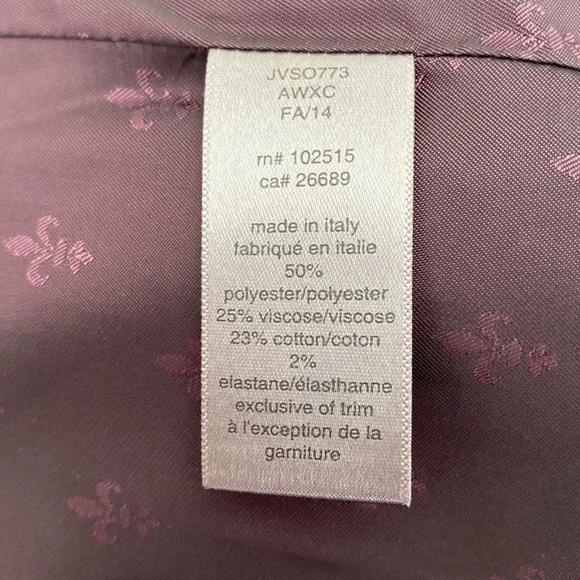 JVSO773
AWXC
FA/14
rn# 102515
ca# 26689
made in italy
fabriqué en italie
50%
polyester/polyester
25% viscose/viscose
23% cotton/coton
2%
elastane/élasthanne
exclusive of trim
à l'exception de la
garniture